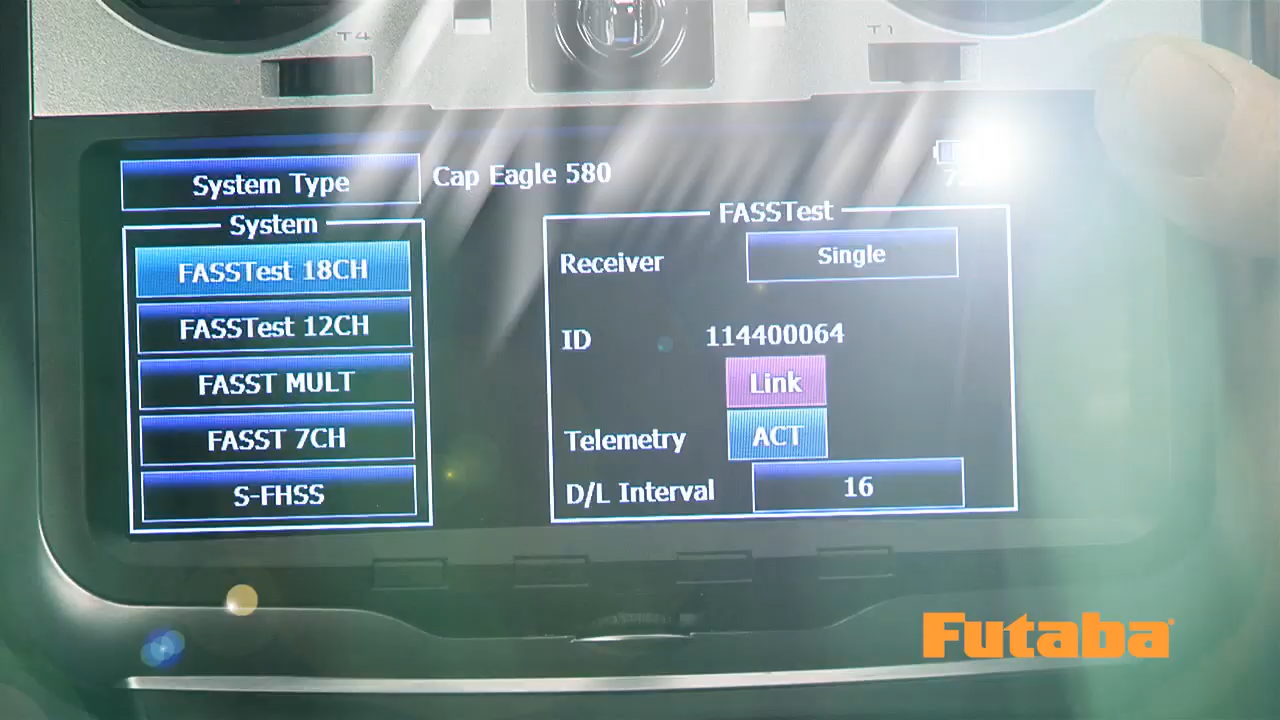 T4
T1
System Type
Cap Eagle 580
System
FASSTest 18CH
FASSTest 12CH
FASST MULT
FASST 7CH
S-FHSS
FASSTest
Receiver
Single
ID
114400064
Link
Telemetry
ACT
D/L Interval
16
Futaba